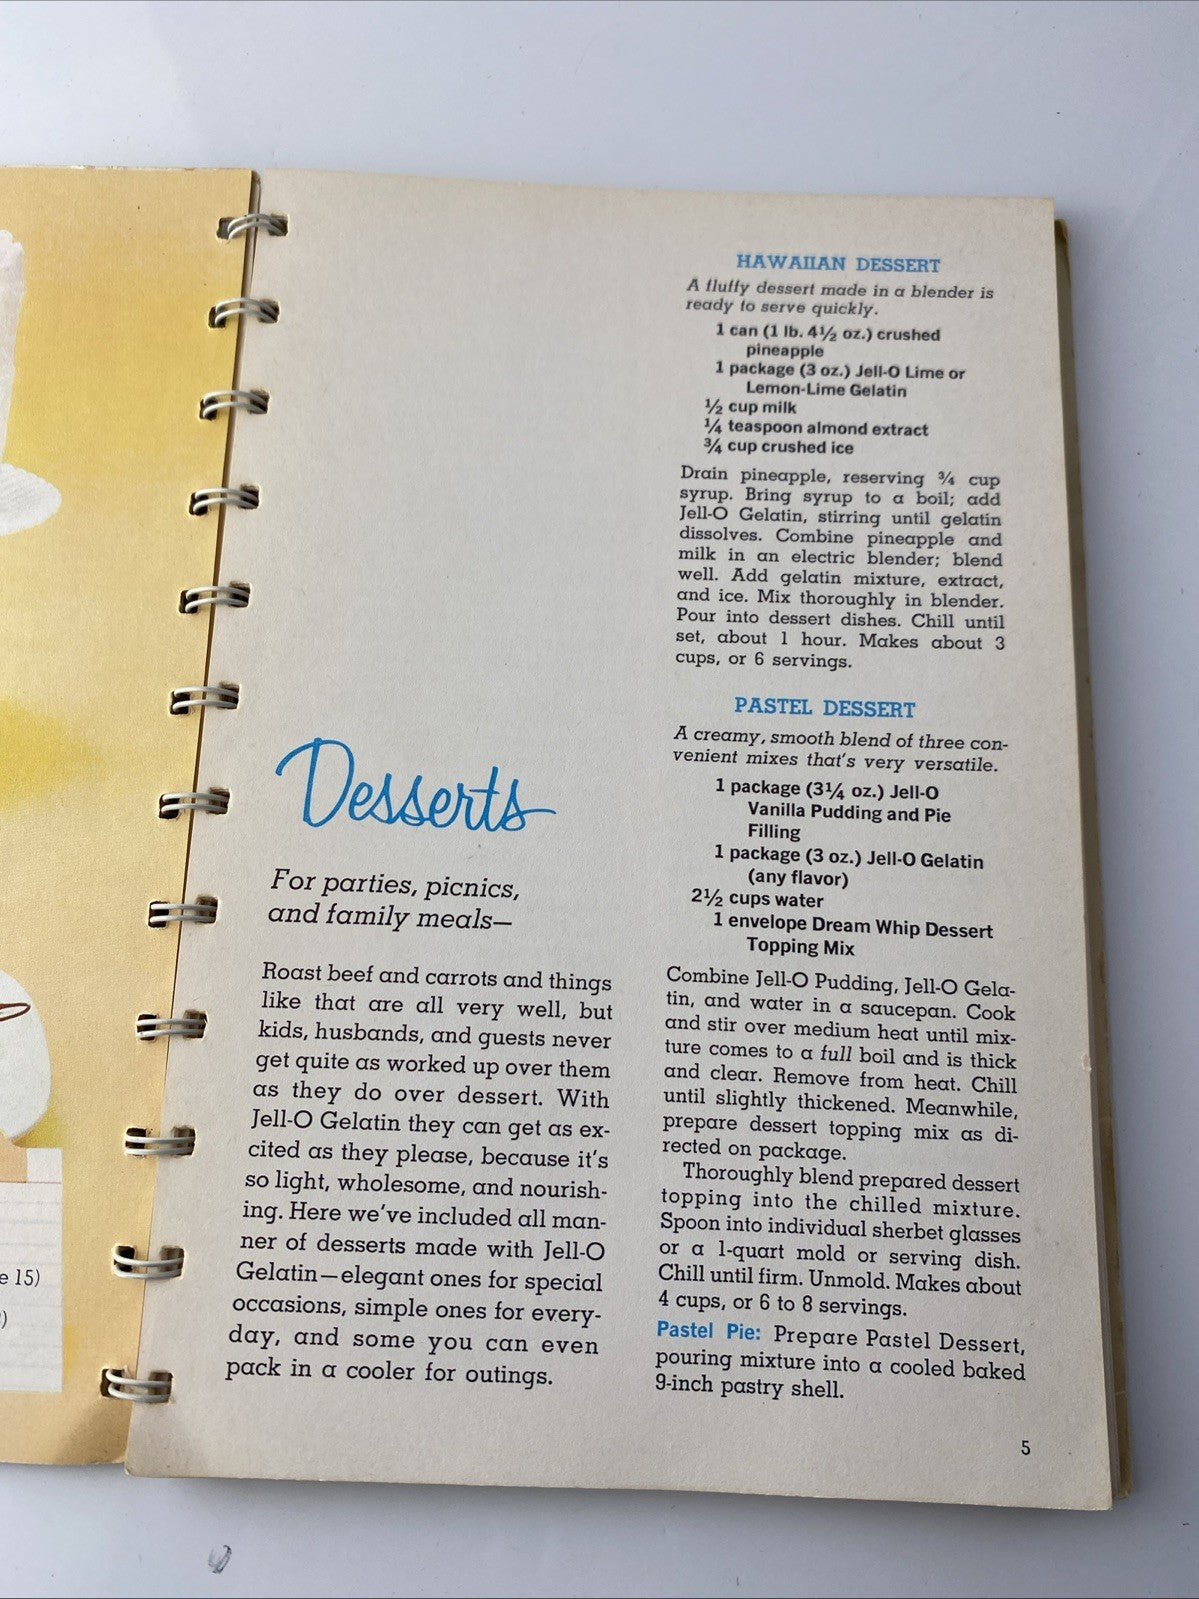 e 15)
)
Desserts
For parties, picnics,
and family meals—
Roast beef and carrots and things
like that are all very well, but
kids, husbands, and guests never
get quite as worked up over them
as they do over dessert. With
Jell-O Gelatin they can get as ex-
cited as they please, because it's
so light, wholesome, and nourish-
ing. Here we've included all man-
ner of desserts made with Jell-O
Gelatin—elegant ones for special
occasions, simple ones for every-
day, and some you can even
pack in a cooler for outings.
HAWAIIAN DESSERT
A fluffy dessert made in a blender is
ready to serve quickly.
1 can (1 lb. 4½ oz.) crushed
pineapple
1 package (3 oz.) Jell-O Lime or
Lemon-Lime Gelatin
½ cup milk
¼ teaspoon almond extract
¾ cup crushed ice
Drain pineapple, reserving ¾ cup
syrup. Bring syrup to a boil; add
Jell-O Gelatin, stirring until gelatin
dissolves. Combine pineapple and
milk in an electric blender; blend
well. Add gelatin mixture, extract,
and ice. Mix thoroughly in blender.
Pour into dessert dishes. Chill until
set, about 1 hour. Makes about 3
cups, or 6 servings.
PASTEL DESSERT
A creamy, smooth blend of three con-
venient mixes that's very versatile.
1 package (3¼ oz.) Jell-O
Vanilla Pudding and Pie
Filling
1 package (3 oz.) Jell-O Gelatin
(any flavor)
2½ cups water
1 envelope Dream Whip Dessert
Topping Mix
Combine Jell-O Pudding, Jell-O Gela-
tin, and water in a saucepan. Cook
and stir over medium heat until mix-
ture comes to a full boil and is thick
and clear. Remove from heat. Chill
until slightly thickened. Meanwhile,
prepare dessert topping mix as di-
rected on package.
Thoroughly blend prepared dessert
topping into the chilled mixture.
Spoon into individual sherbet glasses
or a 1-quart mold or serving dish.
Chill until firm. Unmold. Makes about
4 cups, or 6 to 8 servings.
Pastel Pie: Prepare Pastel Dessert,
pouring mixture into a cooled baked
9-inch pastry shell.
5